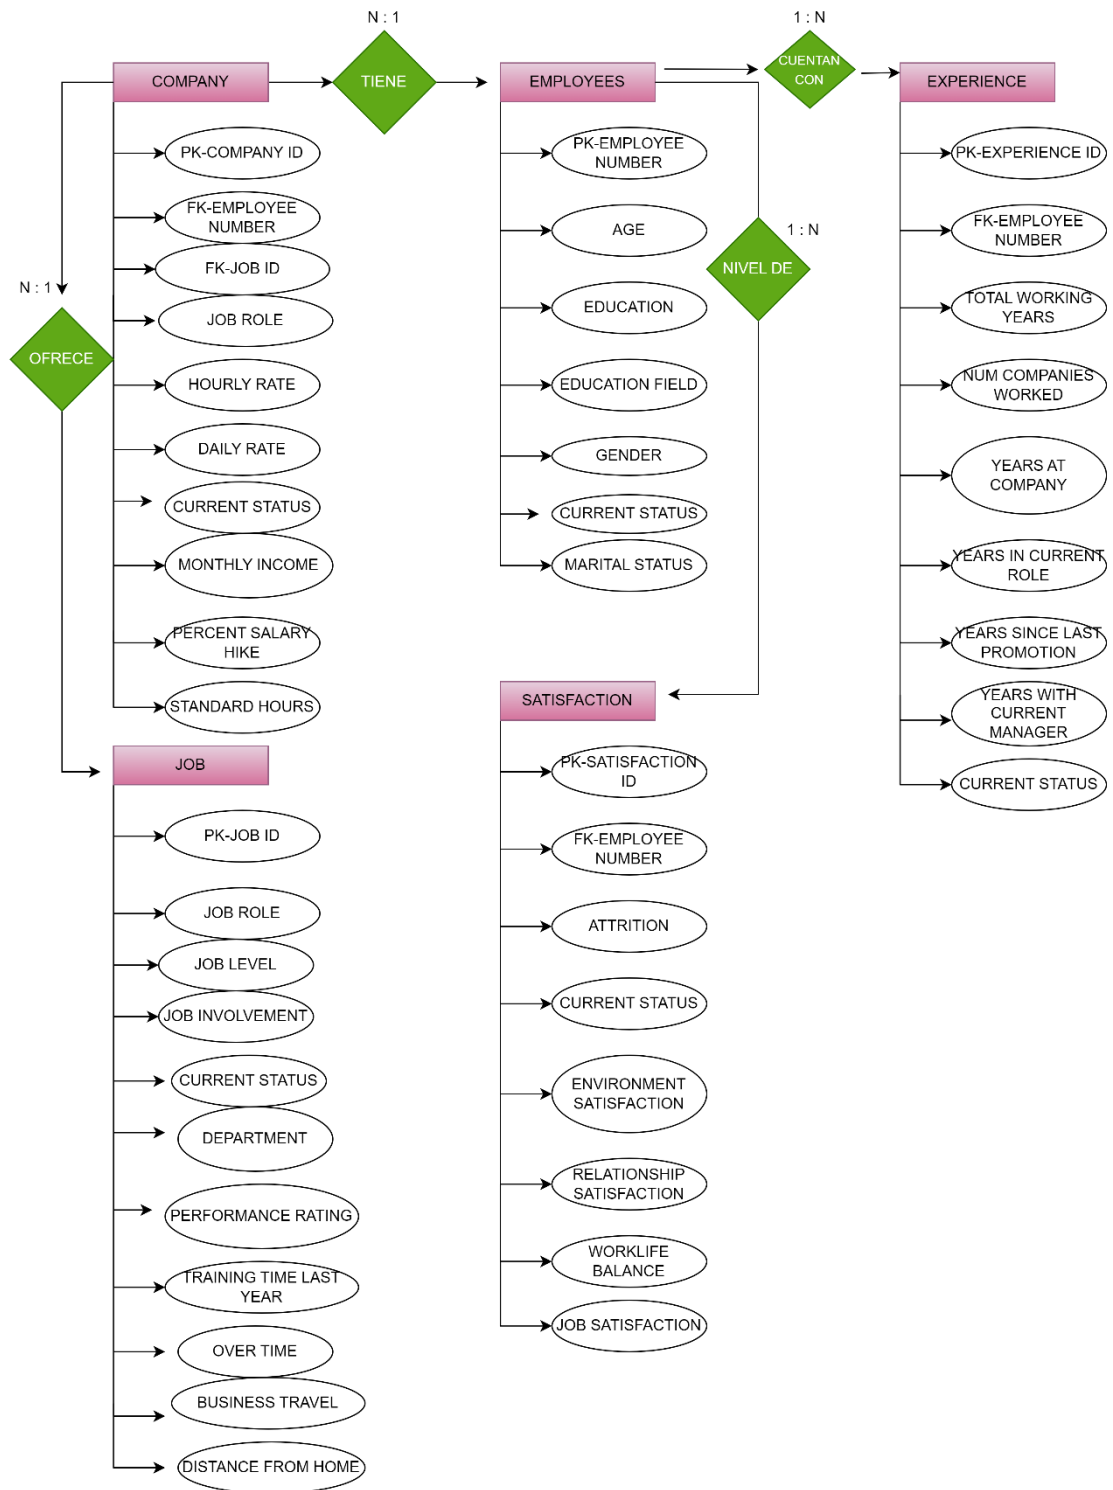 N : 1
1 : N
COMPANY
TIENE
EMPLOYEES
CUENTAN
CON
EXPERIENCE
PK-COMPANY ID
FK-EMPLOYEE
NUMBER
FK-JOB ID
JOB ROLE
HOURLY RATE
DAILY RATE
CURRENT STATUS
MONTHLY INCOME
PERCENT SALARY
HIKE
STANDARD HOURS
N : 1
OFRECE
PK-EMPLOYEE
NUMBER
AGE
EDUCATION
EDUCATION FIELD
GENDER
CURRENT STATUS
MARITAL STATUS
1 : N
NIVEL DE
PK-EXPERIENCE ID
FK-EMPLOYEE
NUMBER
TOTAL WORKING
YEARS
NUM COMPANIES
WORKED
YEARS AT
COMPANY
YEARS IN CURRENT
ROLE
YEARS SINCE LAST
PROMOTION
YEARS WITH
CURRENT
MANAGER
CURRENT STATUS
JOB
PK-JOB ID
JOB ROLE
JOB LEVEL
JOB INVOLVEMENT
CURRENT STATUS
DEPARTMENT
PERFORMANCE RATING
TRAINING TIME LAST
YEAR
OVER TIME
BUSINESS TRAVEL
DISTANCE FROM HOME
SATISFACTION
PK-SATISFACTION
ID
FK-EMPLOYEE
NUMBER
ATTRITION
CURRENT STATUS
ENVIRONMENT
SATISFACTION
RELATIONSHIP
SATISFACTION
WORKLIFE
BALANCE
JOB SATISFACTION